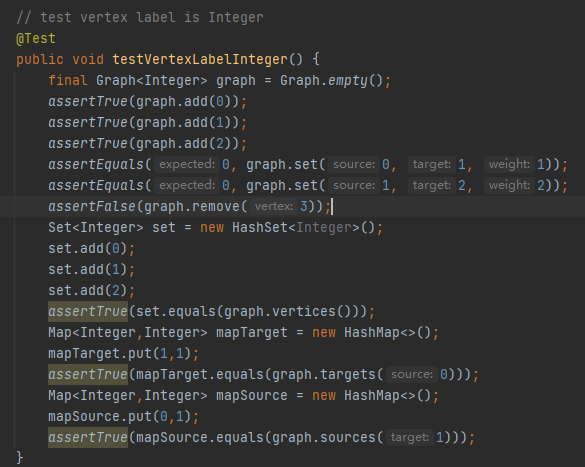 // test vertex label is Integer
@Test
public void testVertexLabelInteger() {
    final Graph<Integer> graph = Graph.empty();
    assertTrue(graph.add(0));
    assertTrue(graph.add(1));
    assertTrue(graph.add(2));
    assertEquals( expected: 0, graph.set( source: 0, target: 1, weight: 1));
    assertEquals( expected: 0, graph.set( source: 1, target: 2, weight: 2));
    assertFalse(graph.remove( vertex: 3));
    Set<Integer> set = new HashSet<Integer>();
    set.add(0);
    set.add(1);
    set.add(2);
    assertTrue(set.equals(graph.vertices()));
    Map<Integer,Integer> mapTarget = new HashMap<>();
    mapTarget.put(1,1);
    assertTrue(mapTarget.equals(graph.targets( source: 0)));
    Map<Integer,Integer> mapSource = new HashMap<>();
    mapSource.put(0,1);
    assertTrue(mapSource.equals(graph.sources( target: 1)));
}